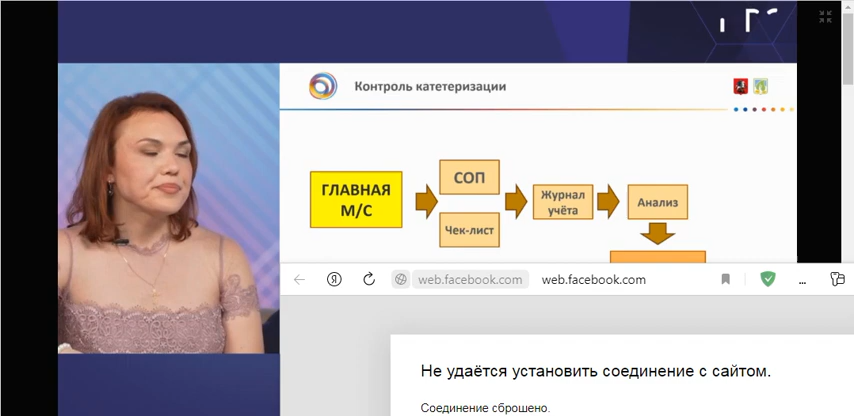 Контроль катетеризации
ГЛАВНАЯ
М/С
СОП
Чек-лист
Журнал
учёта
Анализ
web.facebook.com web.facebook.com
Не удаётся установить соединение с сайтом.
Соединение сброшено.